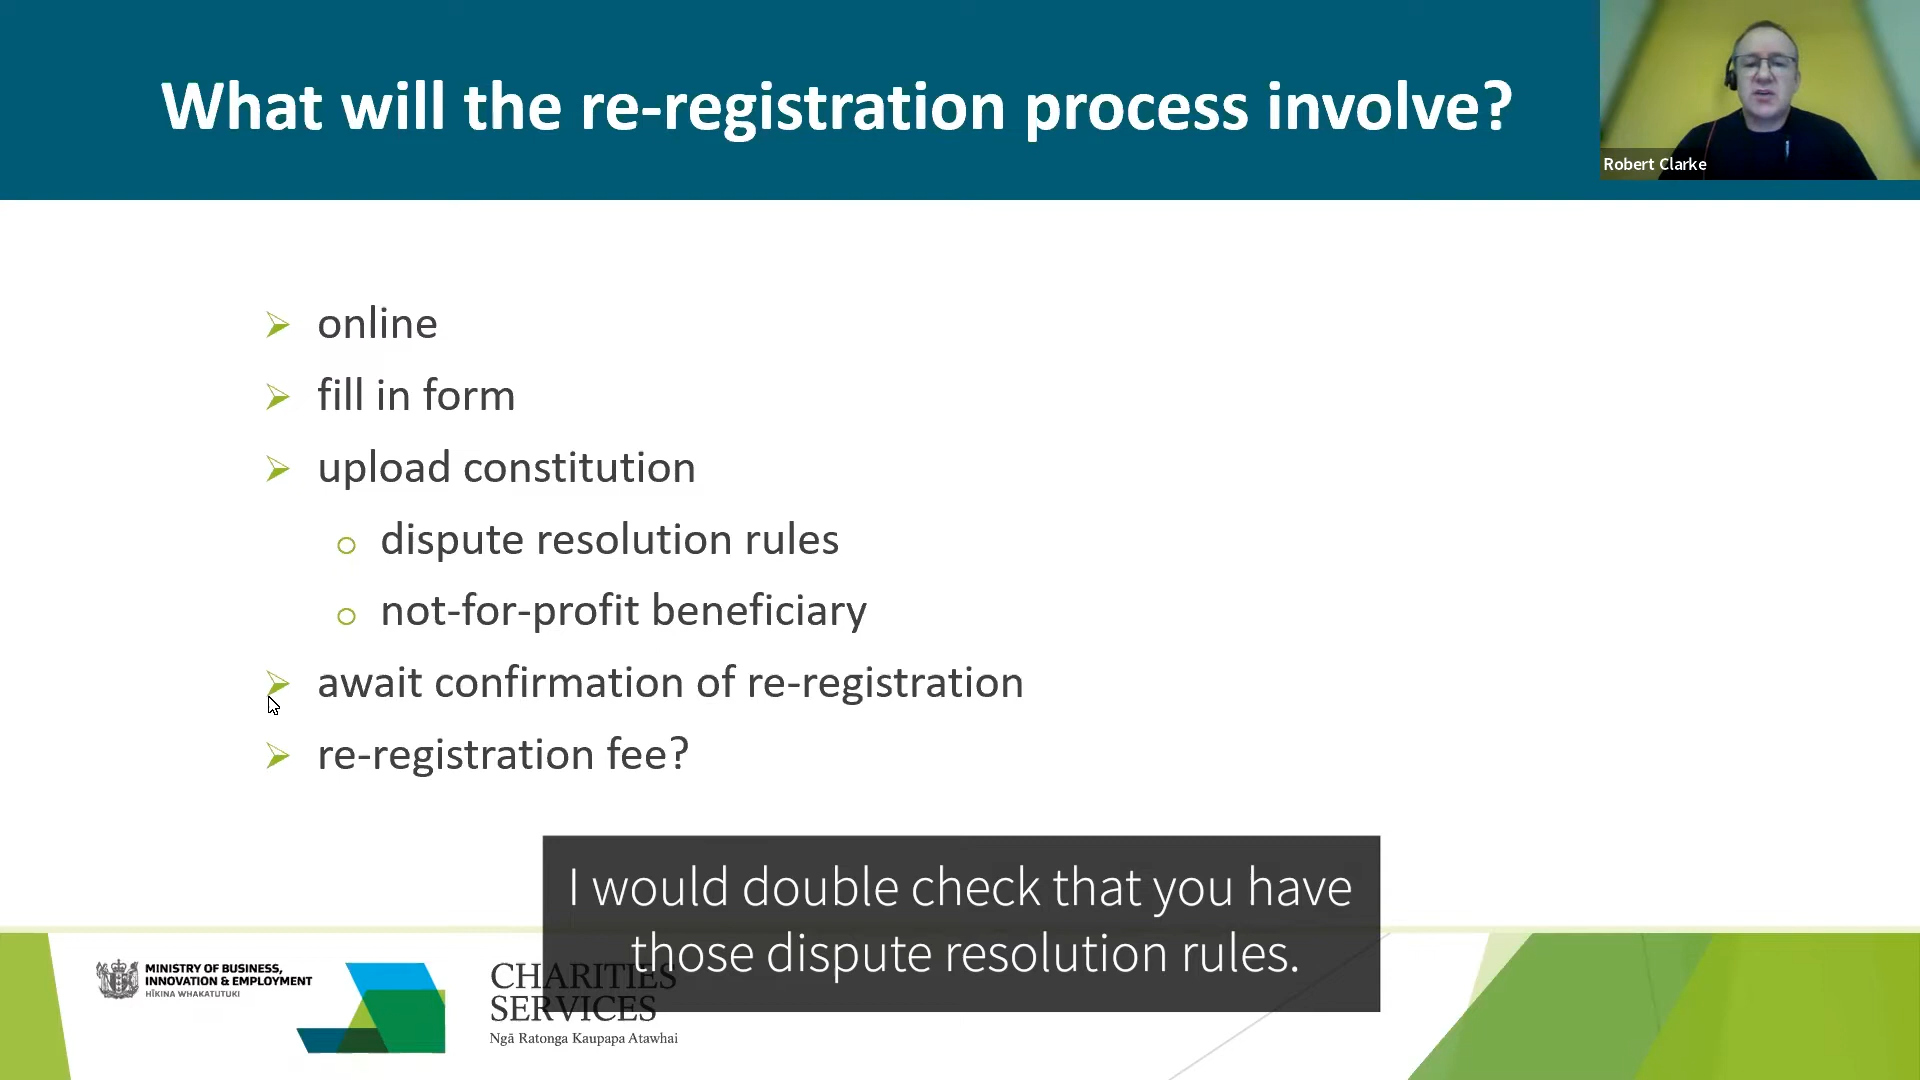 What will the re-registration process involve?
Robert Clarke
online
fill in form
upload constitution
dispute resolution rules
not-for-profit beneficiary
await confirmation of re-registration
re-registration fee?
I would double check that you have
those dispute resolution rules.
MINISTRY OF BUSINESS,
INNOVATION & EMPLOYMENT
HĪKINA WHAKATUTUKI
CHARITIES
SERVICES
Ngā Ratonga Kaupapa Atawhai